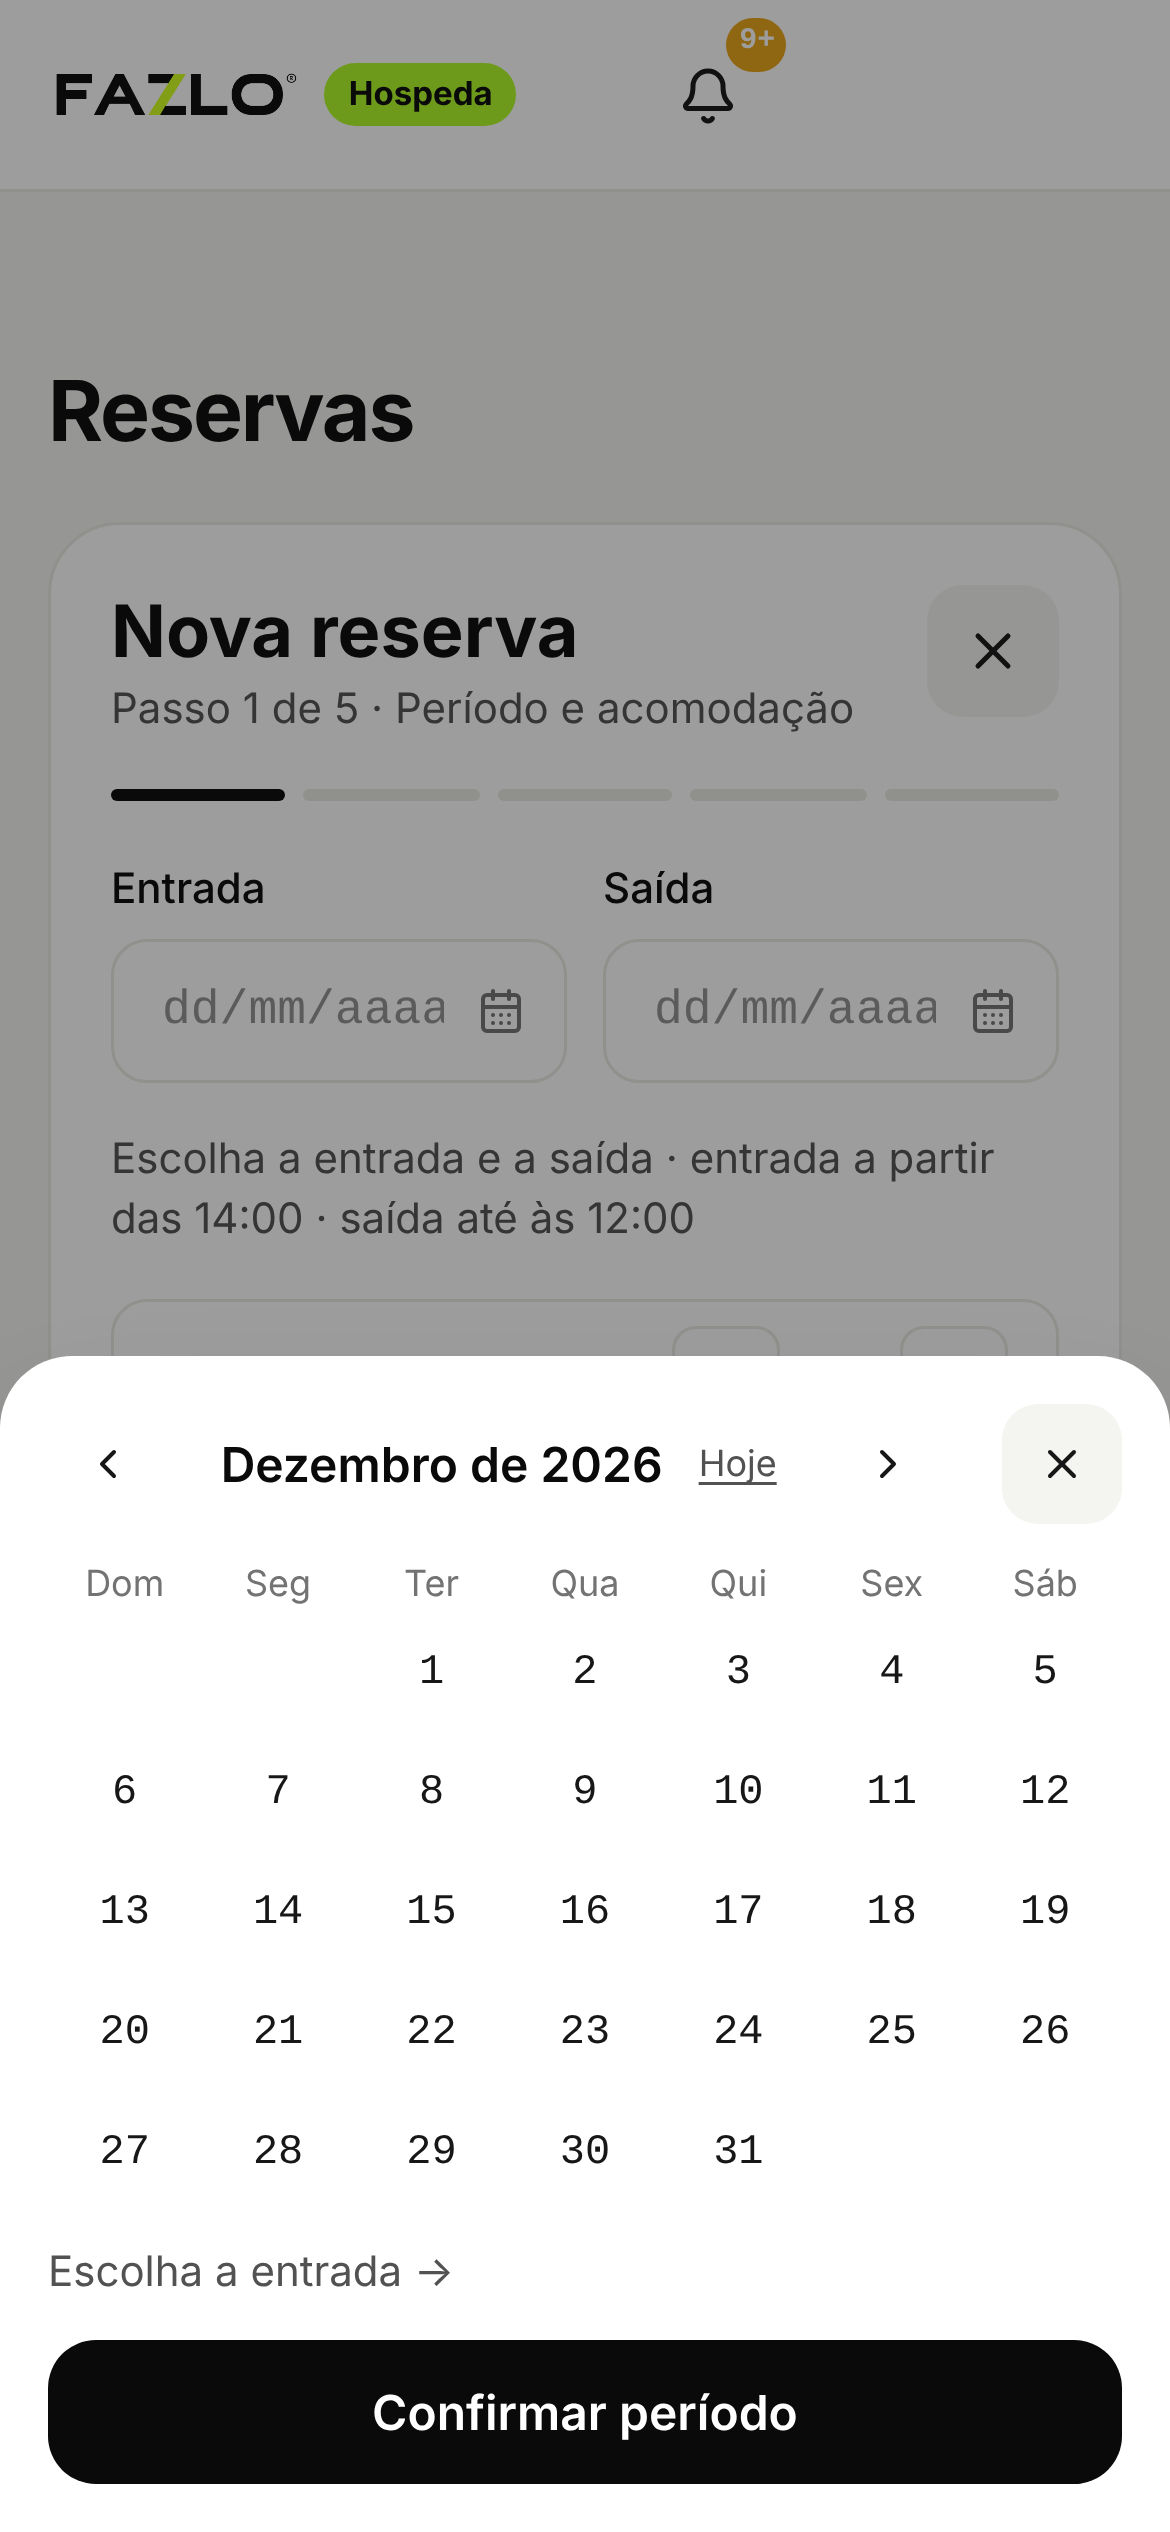 FAZLO® Hospeda 9+
Reservas
Nova reserva
Passo 1 de 5 · Período e acomodação
Entrada Saída
dd/mm/aaaa dd/mm/aaaa
Escolha a entrada e a saída · entrada a partir
das 14:00 · saída até às 12:00
Dezembro de 2026 Hoje
Dom Seg Ter Qua Qui Sex Sáb
1 2 3 4 5
6 7 8 9 10 11 12
13 14 15 16 17 18 19
20 21 22 23 24 25 26
27 28 29 30 31
Escolha a entrada →
Confirmar período